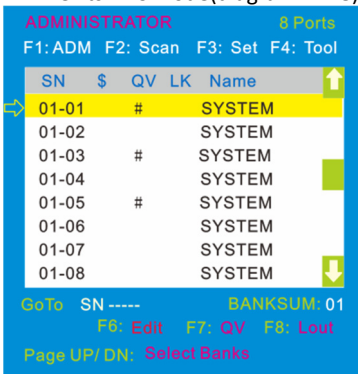 ADMINISTRATOR 8 Ports
F1: ADM F2: Scan F3: Set F4: Tool
SN $ QV LK Name
01-01 # SYSTEM
01-02 SYSTEM
01-03 # SYSTEM
01-04 SYSTEM
01-05 # SYSTEM
01-06 SYSTEM
01-07 SYSTEM
01-08 SYSTEM
GoTo SN ----- BANKSUM: 01
F6: Edit F7: QV F8: Lout
Page UP/ DN: Select Banks